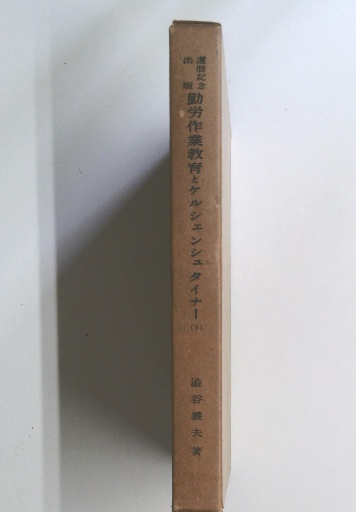 還暦記念
出版
勤労作業教育とケルシェンシュタイナー
澁谷義夫著